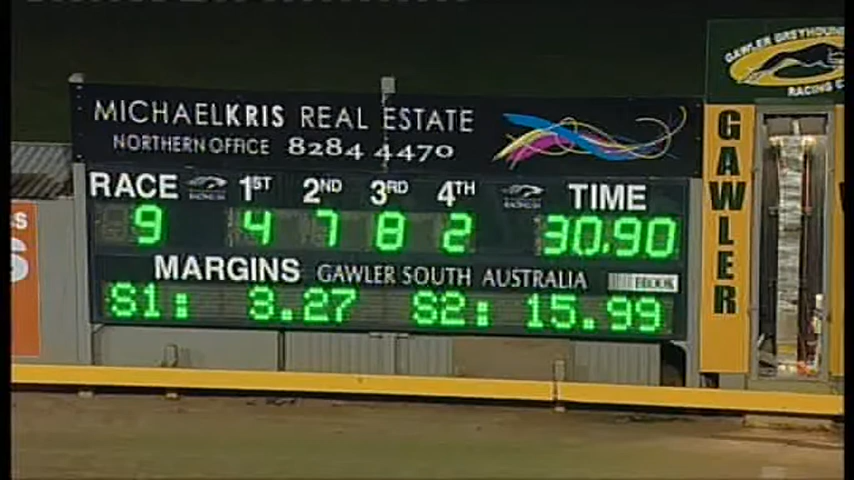 GAWLER GREYHOUND
RACING C
MICHAELKRIS REAL ESTATE
NORTHERN OFFICE 8284 4470
RACE 1ST 2ND 3RD 4TH TIME
9 4 7 8 2 30.90
MARGINS GAWLER SOUTH AUSTRALIA
S1: 3.27 S2: 15.99
GAWLER
S
S